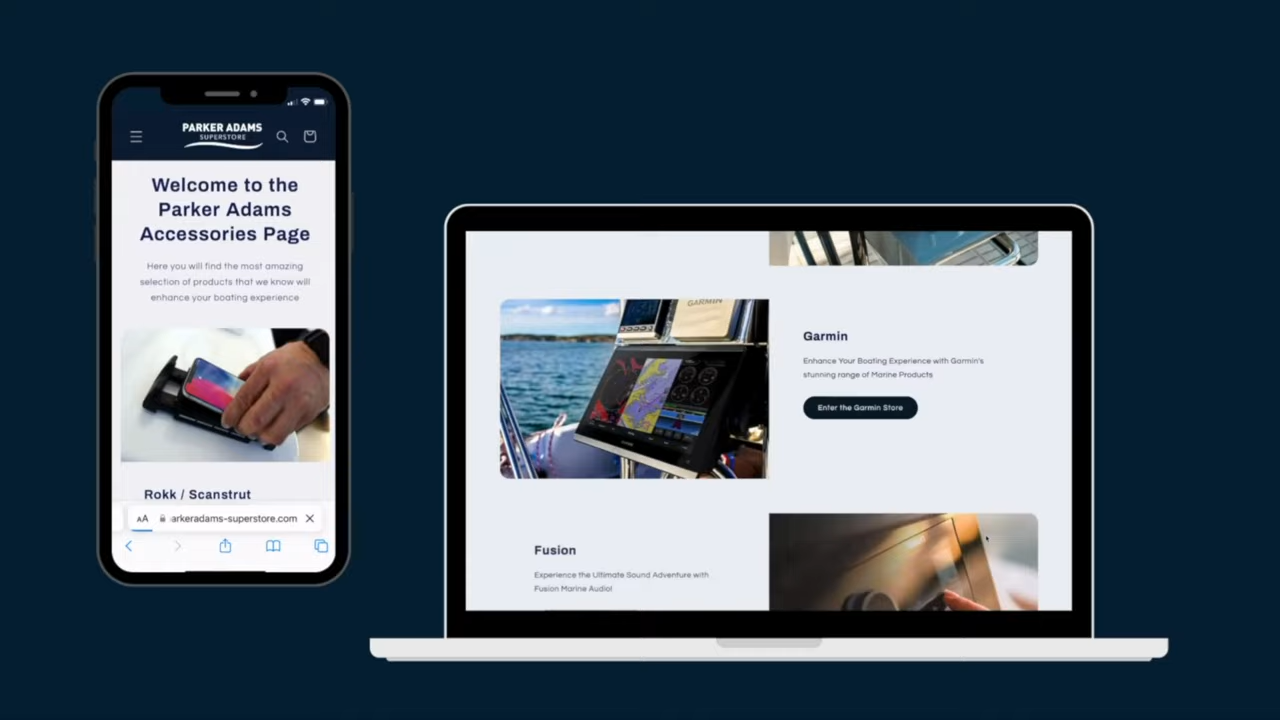 PARKER ADAMS
SUPERSTORE
Welcome to the
Parker Adams
Accessories Page
Here you will find the most amazing
selection of products that we know will
enhance your boating experience
Rokk / Scanstrut
AA
arkeradams-superstore.com
GARMIN
Garmin
Enhance Your Boating Experience with Garmin's
stunning range of Marine Products
Enter the Garmin Store
Fusion
Experience the Ultimate Sound Adventure with
Fusion Marine Audio!